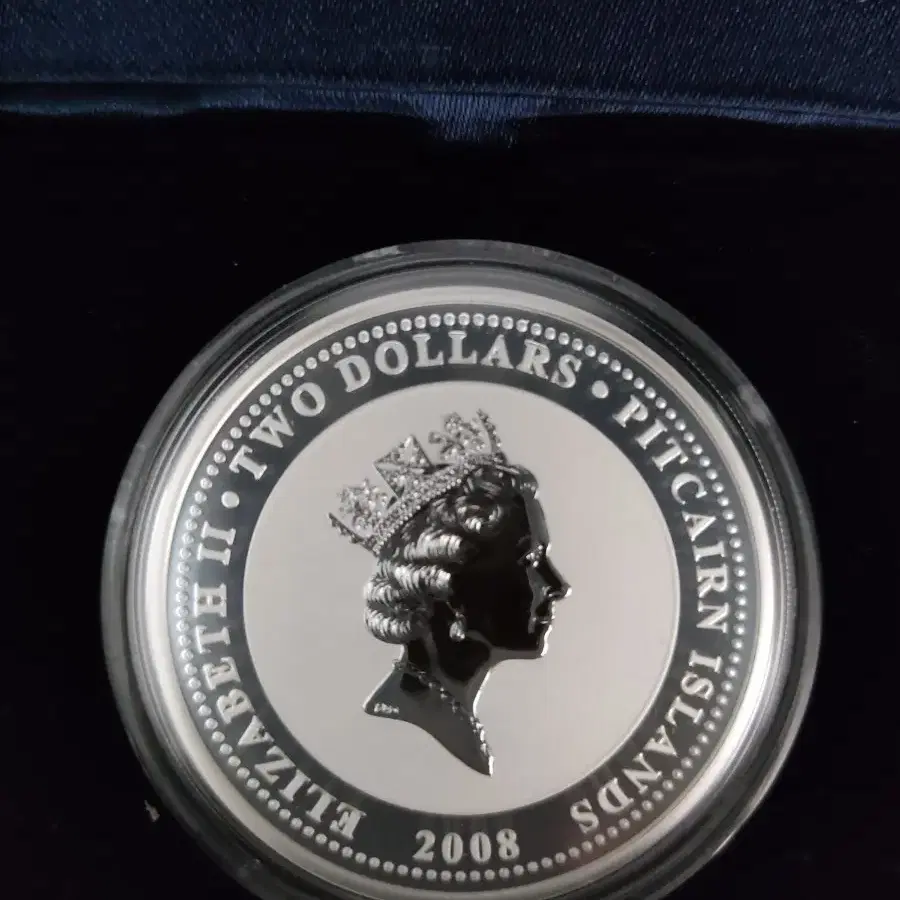 ELIZABETH II • TWO DOLLARS • PITCAIRN ISLANDS
2008